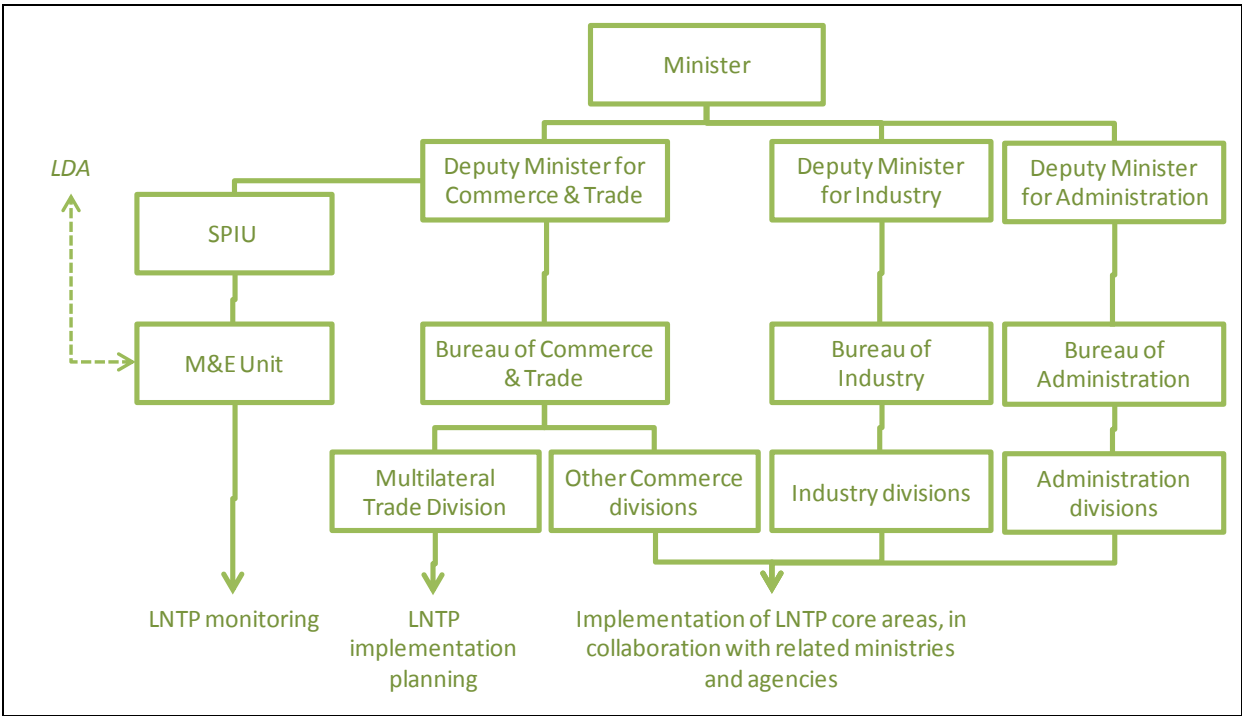 Minister
LDA
Deputy Minister for
Commerce & Trade
Deputy Minister
for Industry
Deputy Minister
for Administration
SPIU
M&E Unit
Bureau of Commerce
& Trade
Bureau of
Industry
Bureau of
Administration
Multilateral
Trade Division
Other Commerce
divisions
Industry divisions
Administration
divisions
LNTP monitoring
LNTP
implementation
planning
Implementation of LNTP core areas, in
collaboration with related ministries
and agencies